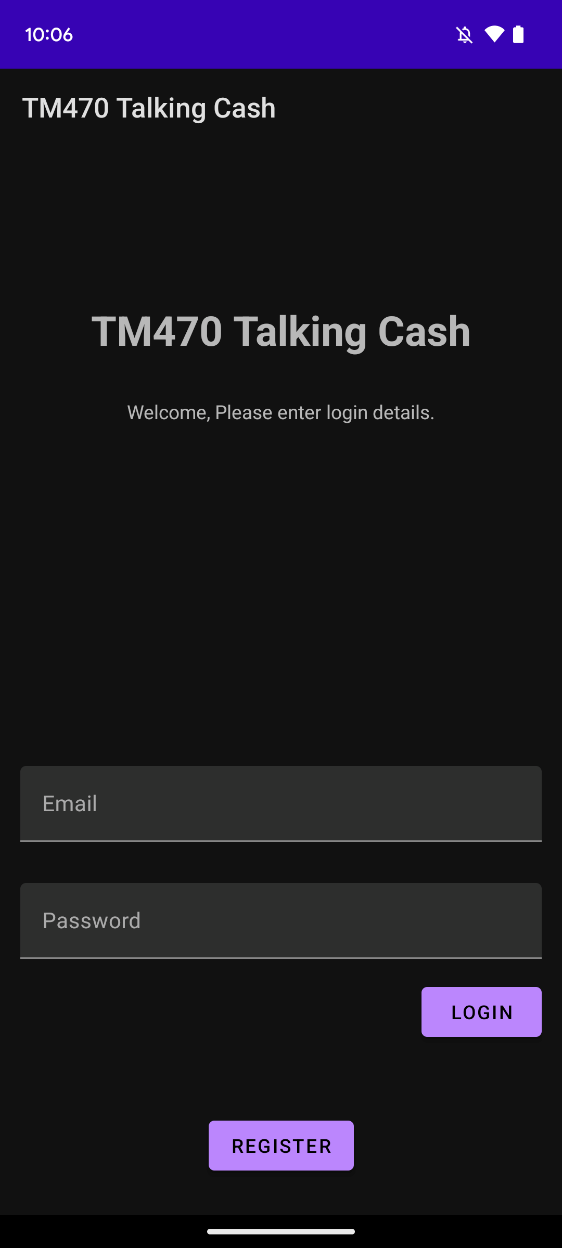 10:06
TM470 Talking Cash
TM470 Talking Cash
Welcome, Please enter login details.
Email
Password
LOGIN
REGISTER